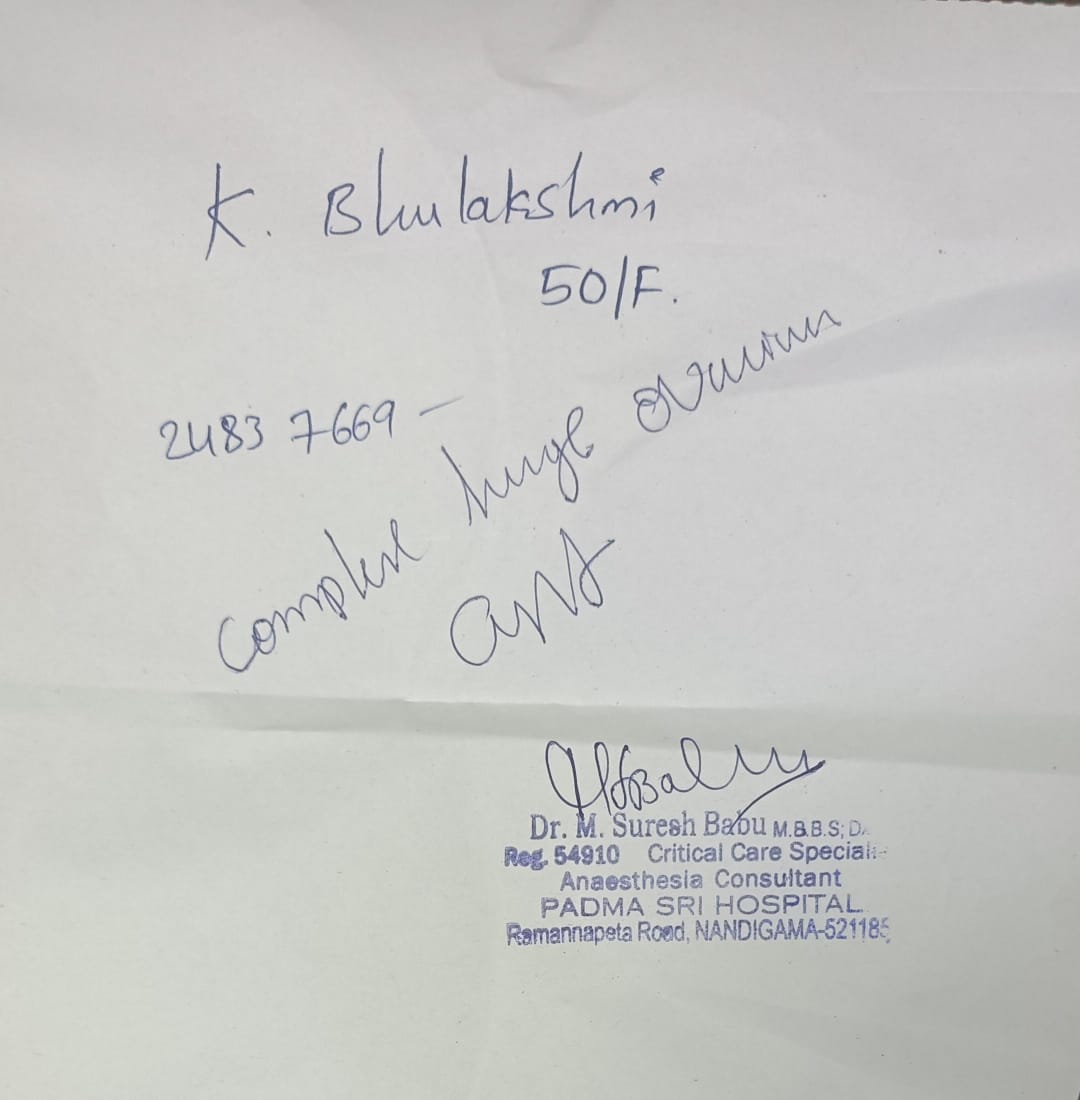 K. Bhulakshmi
50/F.
2483 7669 -
Complex huge ovarian
cyst
Dr. M. Suresh Babu M.B.B.S; D.
Reg. 54910 Critical Care Speciali
Anaesthesia Consultant
PADMA SRI HOSPITAL
Ramannapeta Road, NANDIGAMA-521185